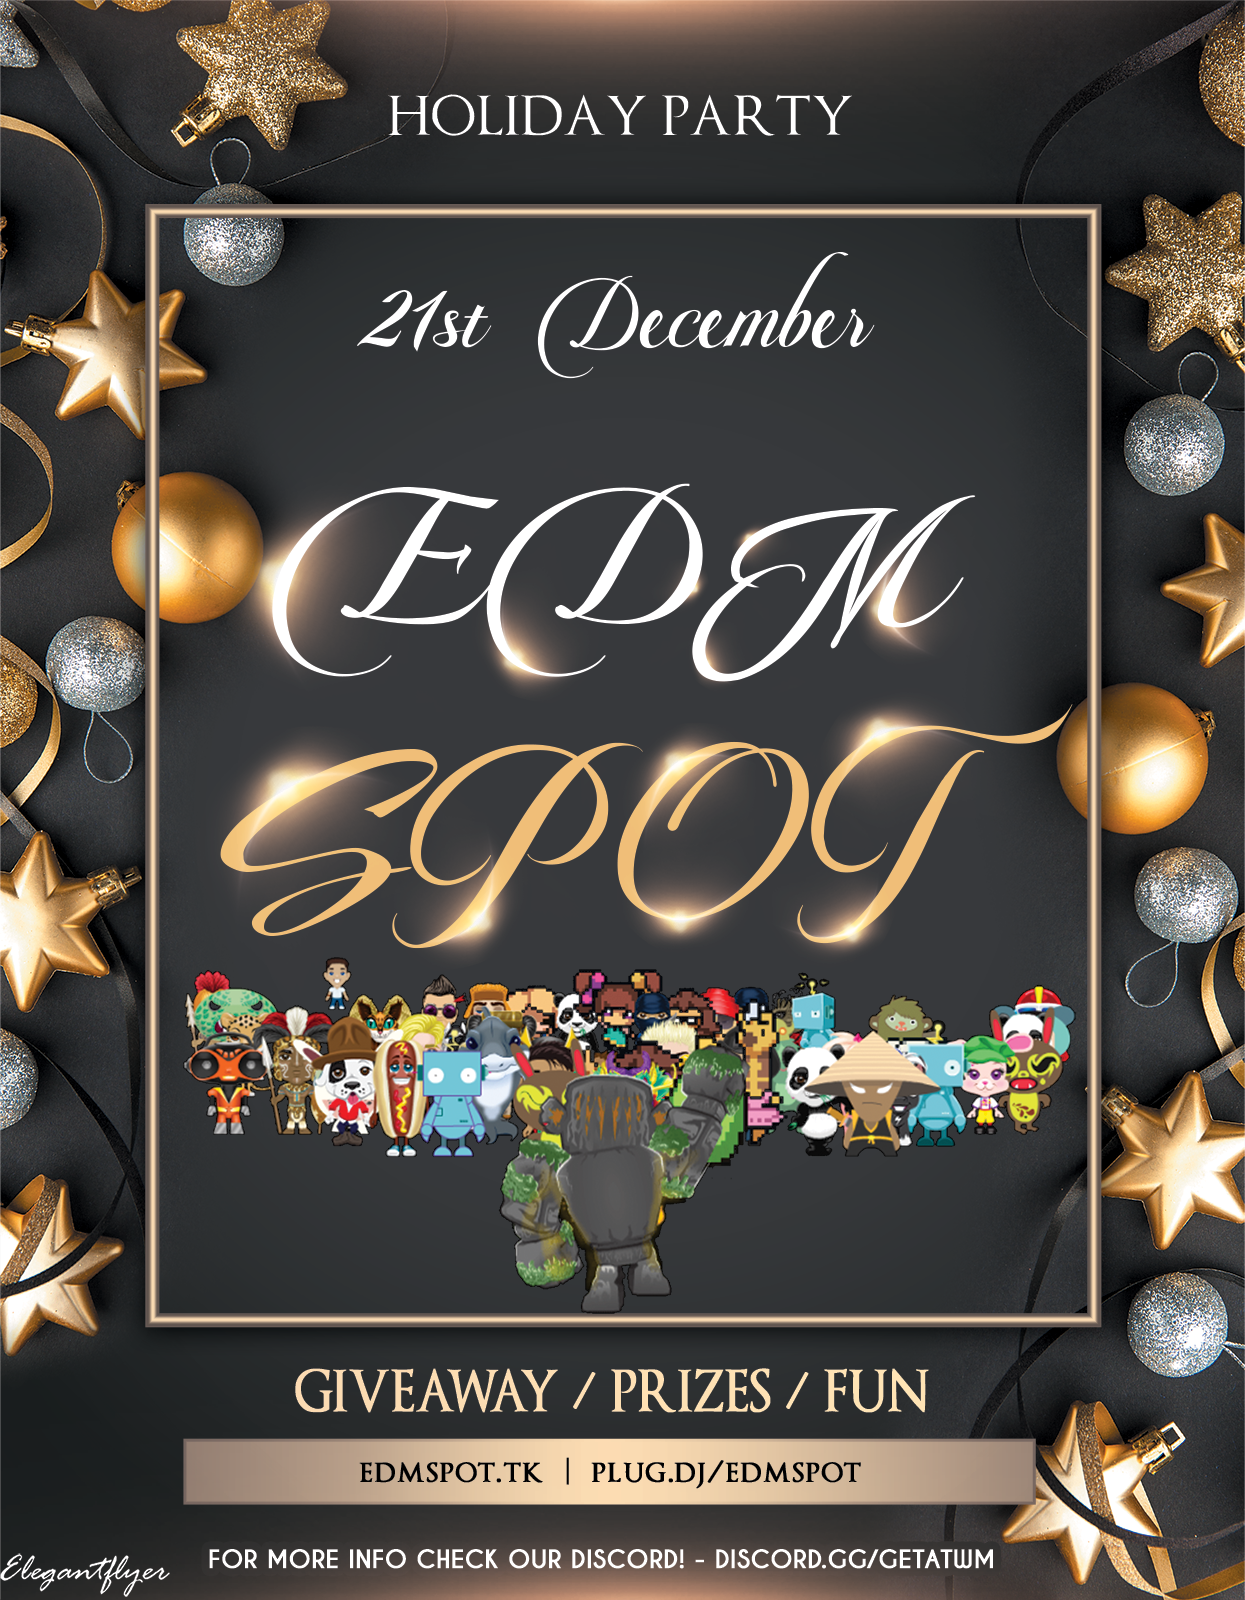 HOLIDAY PARTY
21st December
EDM
SPOT
GIVEAWAY / PRIZES / FUN
EDMSPOT.TK | PLUG.DJ/EDMSPOT
FOR MORE INFO CHECK OUR DISCORD! - DISCORD.GG/GETATWM
Elegantflyer